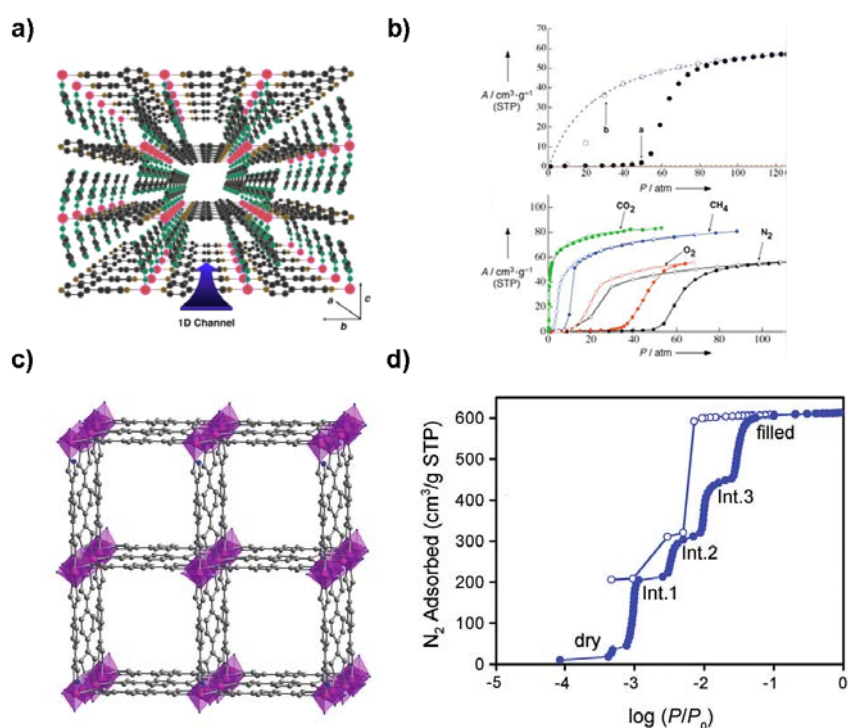 a)
1D Channel
a
b
c
b)
70
60
50
40
30
20
10
0
A / cm³·g⁻¹
(STP)
b
a
0 20 40 60 80 100 120
P / atm
CO₂
CH₄
N₂
O₂
100
80
60
40
20
0
A / cm³·g⁻¹
(STP)
0 20 40 60 80 100
P / atm
c)
d)
600
500
400
300
200
100
0
N₂ Adsorbed (cm³/g STP)
filled
Int.3
Int.2
Int.1
dry
-5 -4 -3 -2 -1 0
log (P/P₀)